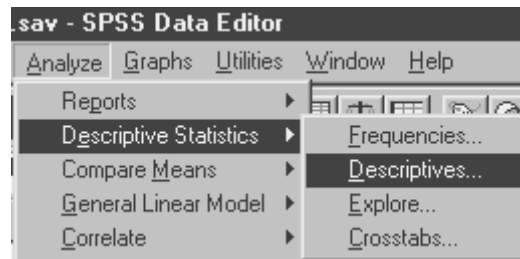 .sav - SPSS Data Editor
Analyze Graphs Utilities Window Help
Reports
Descriptive Statistics
Compare Means
General Linear Model
Correlate
Frequencies...
Descriptives...
Explore...
Crosstabs...